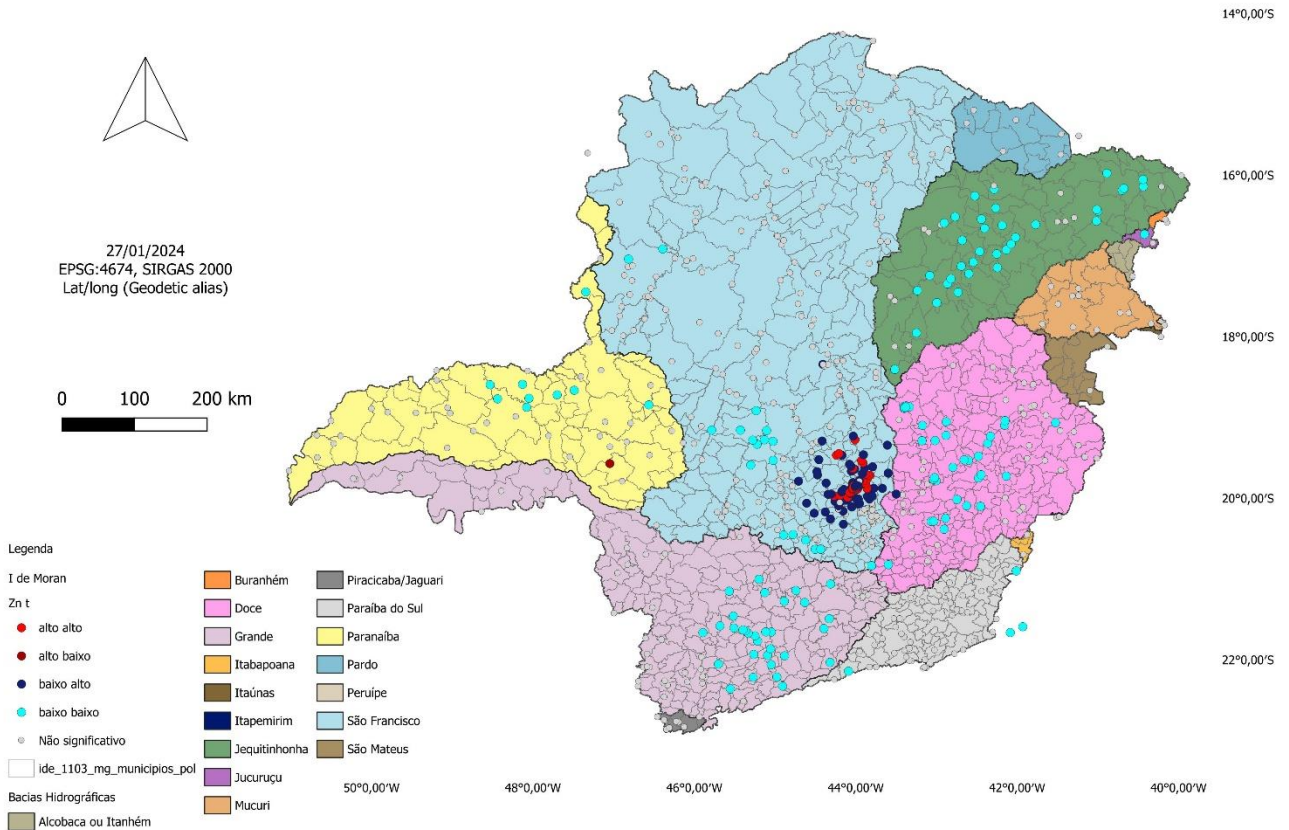 14°0,00'S
16°0,00'S
27/01/2024
EPSG:4674, SIRGAS 2000
Lat/long (Geodetic alias)
18°0,00'S
0 100 200 km
20°0,00'S
22°0,00'S
50°0,00'W 48°0,00'W 46°0,00'W 44°0,00'W 42°0,00'W 40°0,00'W
Legenda
I de Moran
Zn t
alto alto
alto baixo
baixo alto
baixo baixo
Não significativo
ide_1103_mg_municipios_pol
Bacias Hidrográficas
Alcobaca ou Itanhém
Buranhém
Doce
Grande
Itabapoana
Itaúnas
Itapemirim
Jequitinhonha
Jucuruçu
Mucuri
Piracicaba/Jaguari
Paraíba do Sul
Paranaíba
Pardo
Peruípe
São Francisco
São Mateus